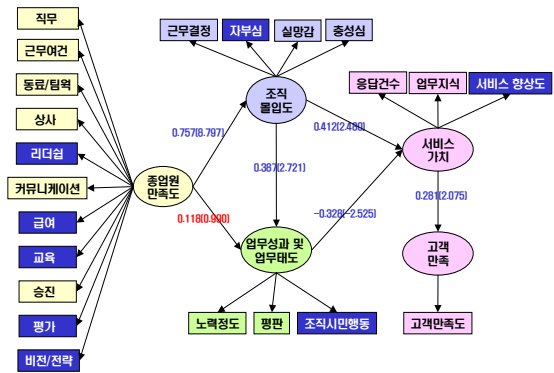 직무
근무여건
동료/팀웍
상사
리더쉽
커뮤니케이션
급여
교육
승진
평가
비전/전략
종업원
만족도
근무결정
자부심
실망감
충성심
조직
몰입도
0.757(8.797)
0.118(0.990)
0.387(2.721)
0.412(2.480)
-0.328(-2.525)
업무성과 및
업무태도
노력정도
평판
조직시민행동
응답건수
업무지식
서비스 향상도
서비스
가치
0.281(2.075)
고객
만족
고객만족도